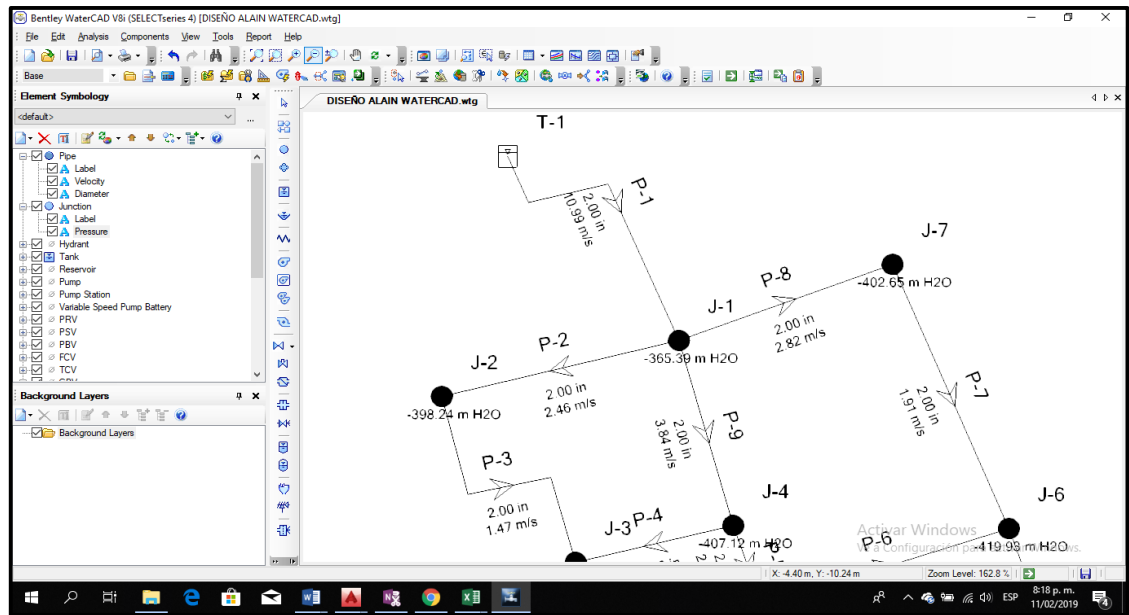 Bentley WaterCAD V8i (SELECTseries 4) [DISEÑO ALAIN WATERCAD.wtg]
File Edit Analysis Components View Tools Report Help
Base
Element Symbology
<default>
Pipe
Label
Velocity
Diameter
Junction
Label
Pressure
Hydrant
Tank
Reservoir
Pump
Pump Station
Variable Speed Pump Battery
PRV
PSV
PBV
FCV
TCV
Background Layers
Background Layers
DISEÑO ALAIN WATERCAD.wtg
T-1
P-1
2.00 in
10.99 m/s
J-7
-402.65 m H2O
P-8
2.00 in
2.82 m/s
J-1
-365.39 m H2O
P-2
2.00 in
2.46 m/s
J-2
-398.24 m H2O
P-7
2.00 in
1.91 m/s
P-9
2.00 in
3.84 m/s
P-3
2.00 in
1.47 m/s
J-4
-407.12 m H2O
J-3
P-4
J-6
-419.93 m H2O
P-6
Activar Windows
X: -4.40 m, Y: -10.24 m
Zoom Level: 162.8 %
ESP
8:18 p. m.
11/02/2019